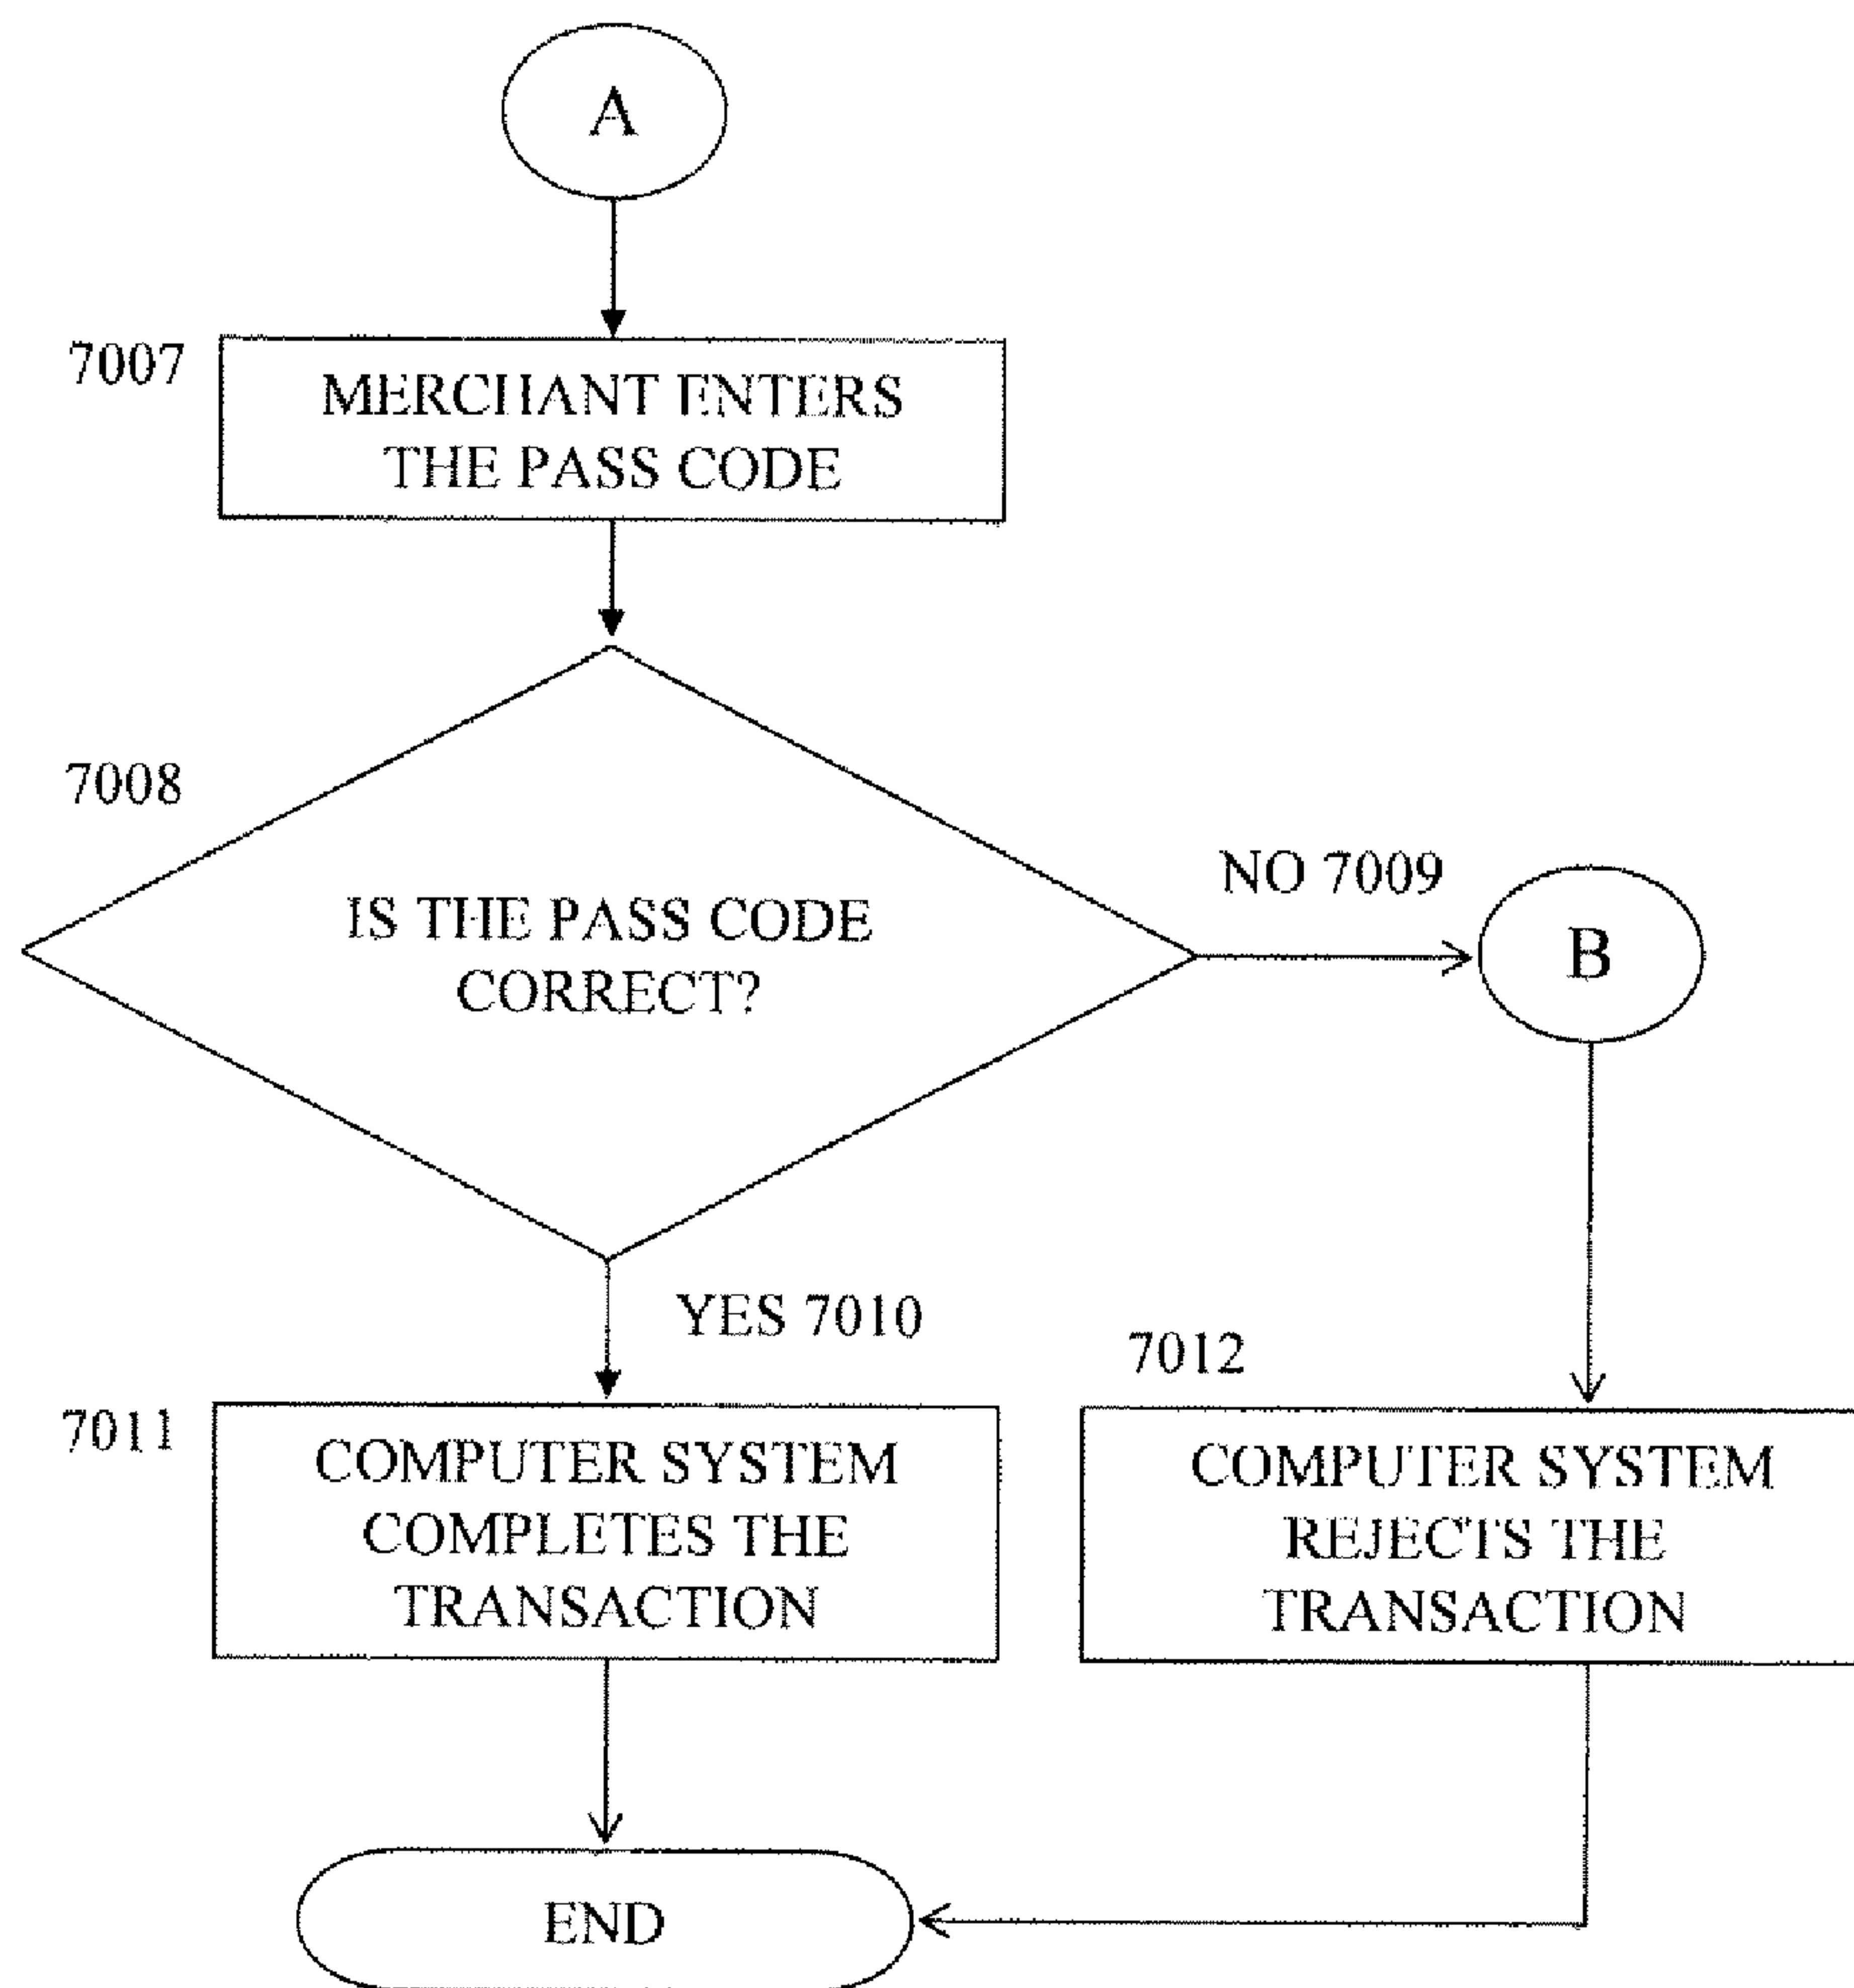 A
7007
MERCHANT ENTERS
THE PASS CODE
7008
IS THE PASS CODE
CORRECT?
NO 7009
B
YES 7010
7011
COMPUTER SYSTEM
COMPLETES THE
TRANSACTION
7012
COMPUTER SYSTEM
REJECTS THE
TRANSACTION
END